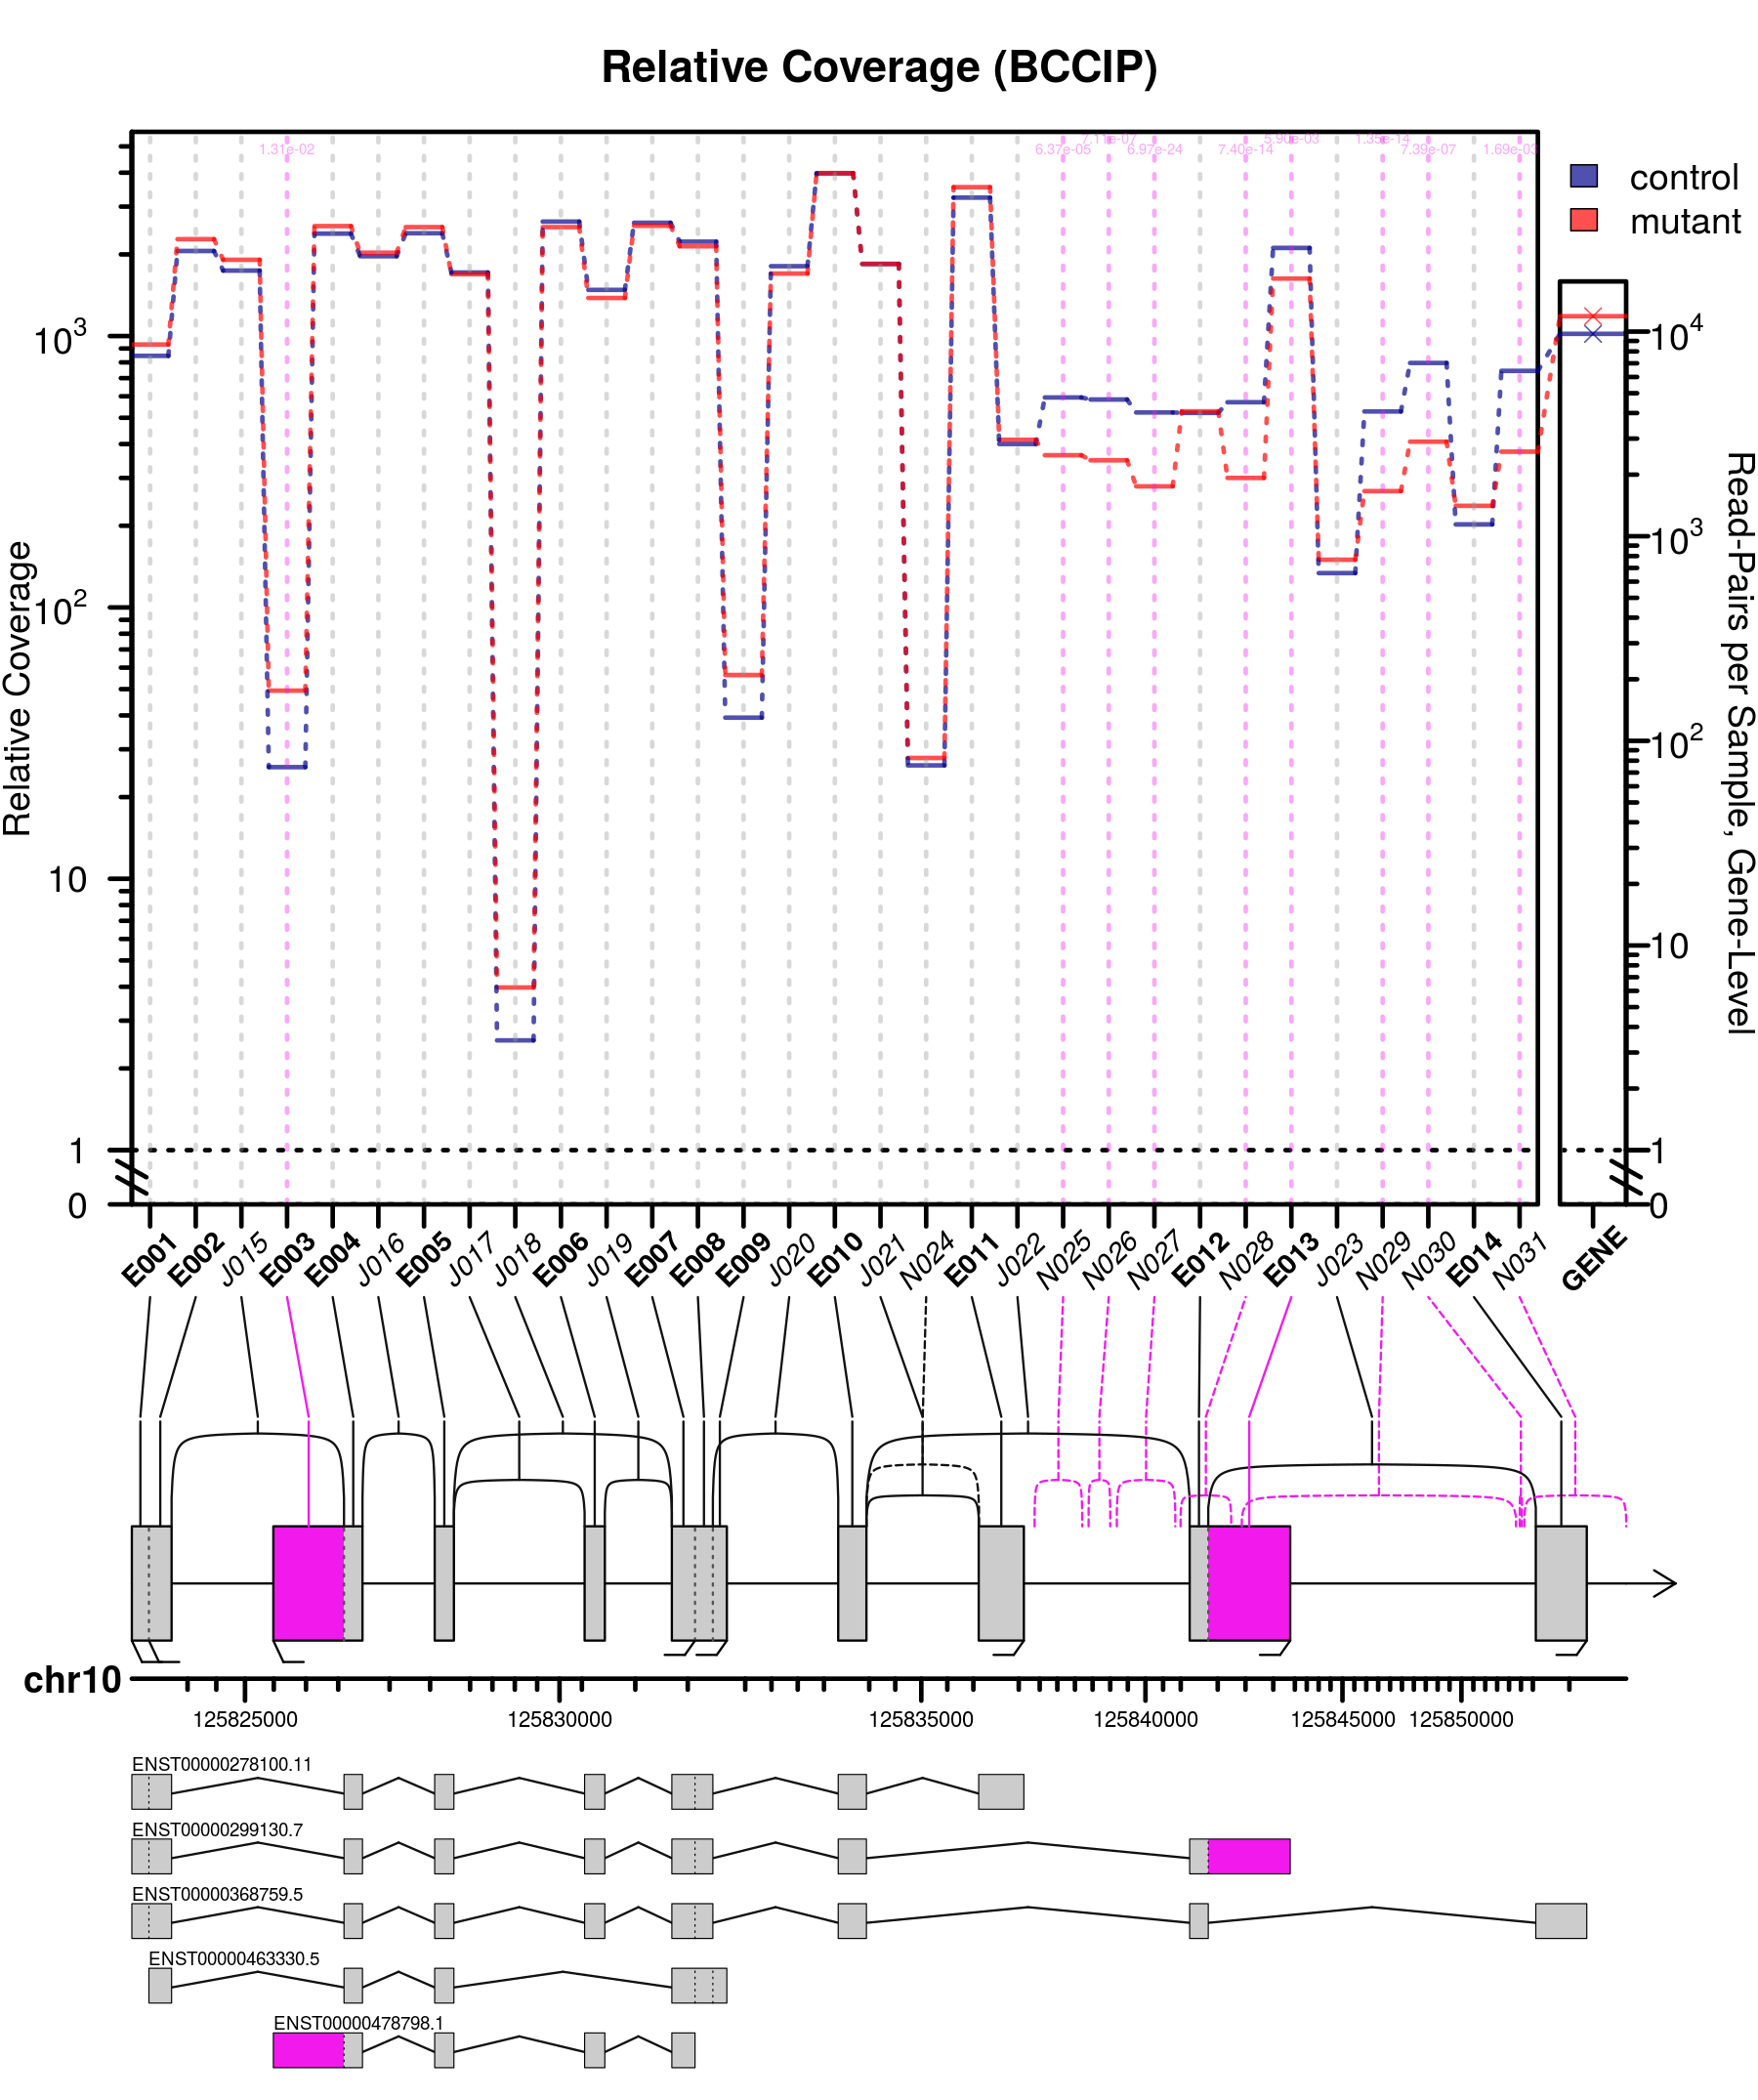 Relative Coverage (BCCIP)
1.31e-02
6.37e-05
7.11e-07
6.97e-24
7.40e-14
5.90e-03
1.35e-14
7.39e-07
1.69e-03
control
mutant
Relative Coverage
10^3
10^2
10
1
0
Read-Pairs per Sample, Gene-Level
10^4
10^3
10^2
10
1
0
E001 E002 J015 E003 E004 J016 E005 J017 J018 E006 J019 E007 E008 E009 J020 E010 J021 N024 E011 J022 N025 N026 N027 E012 N028 E013 J023 N029 N030 E014 N031 GENE
chr10
125825000 125830000 125835000 125840000 125845000 125850000
ENST00000278100.11
ENST00000299130.7
ENST00000368759.5
ENST00000463330.5
ENST00000478798.1